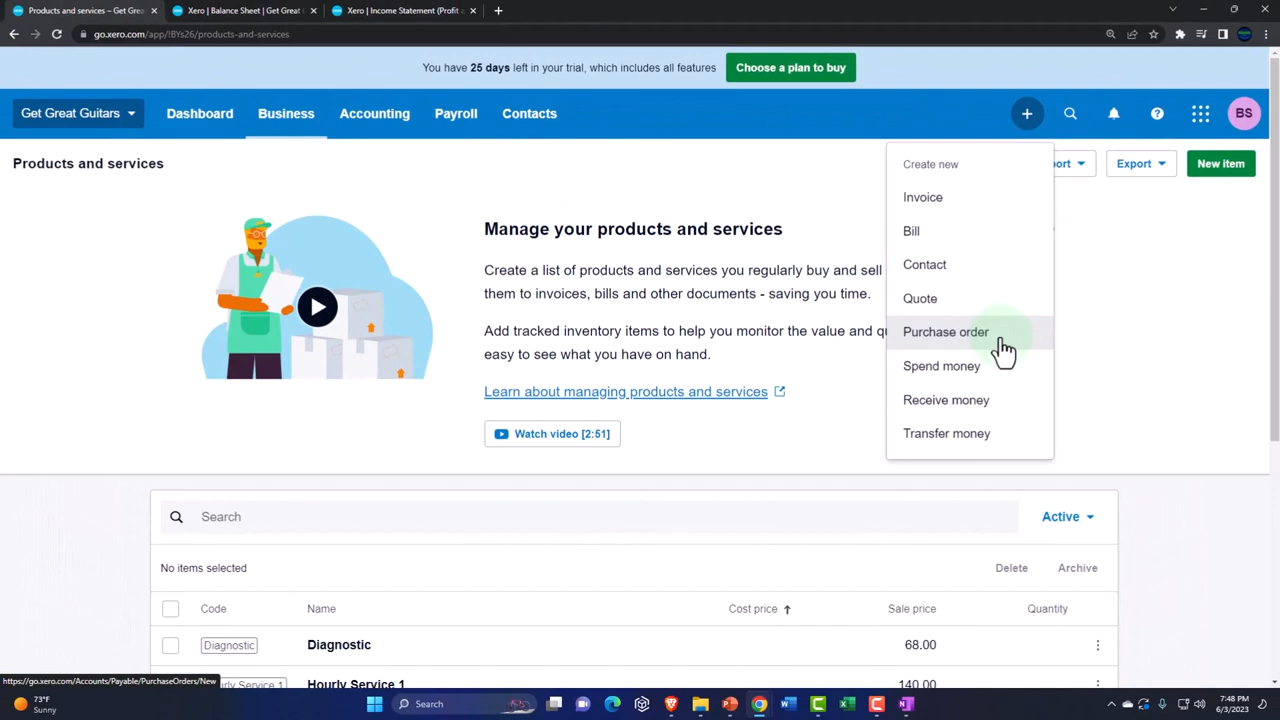 Products and services – Get Gre
Xero | Balance Sheet | Get Great
Xero | Income Statement (Profit a
go.xero.com/app/!BYs26/products-and-services
You have 25 days left in your trial, which includes all features
Choose a plan to buy
Get Great Guitars
Dashboard
Business
Accounting
Payroll
Contacts
BS
Products and services
ort
Export
New item
Create new
Invoice
Bill
Contact
Quote
Purchase order
Spend money
Receive money
Transfer money
Manage your products and services
Create a list of products and services you regularly buy and sell
them to invoices, bills and other documents - saving you time.
Add tracked inventory items to help you monitor the value and qu
easy to see what you have on hand.
Learn about managing products and services
Watch video [2:51]
Search
Active
No items selected
Delete
Archive
Code
Name
Cost price
Sale price
Quantity
Diagnostic
Diagnostic
68.00
Hourly Service 1
Hourly Service 1
140.00
https://go.xero.com/Accounts/Payable/PurchaseOrders/New
73°F
Sunny
Search
7:48 PM
6/3/2023